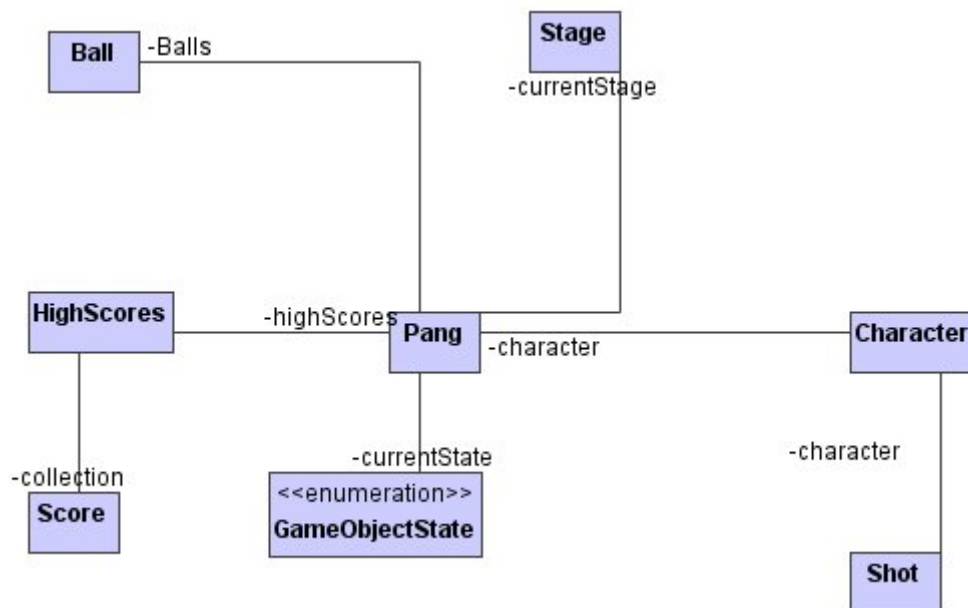 Stage
Ball
-Balls
-currentStage
HighScores
-highScores
Pang
-character
Character
-currentState
-character
-collection
Score
<<enumeration>>
GameObjectState
Shot